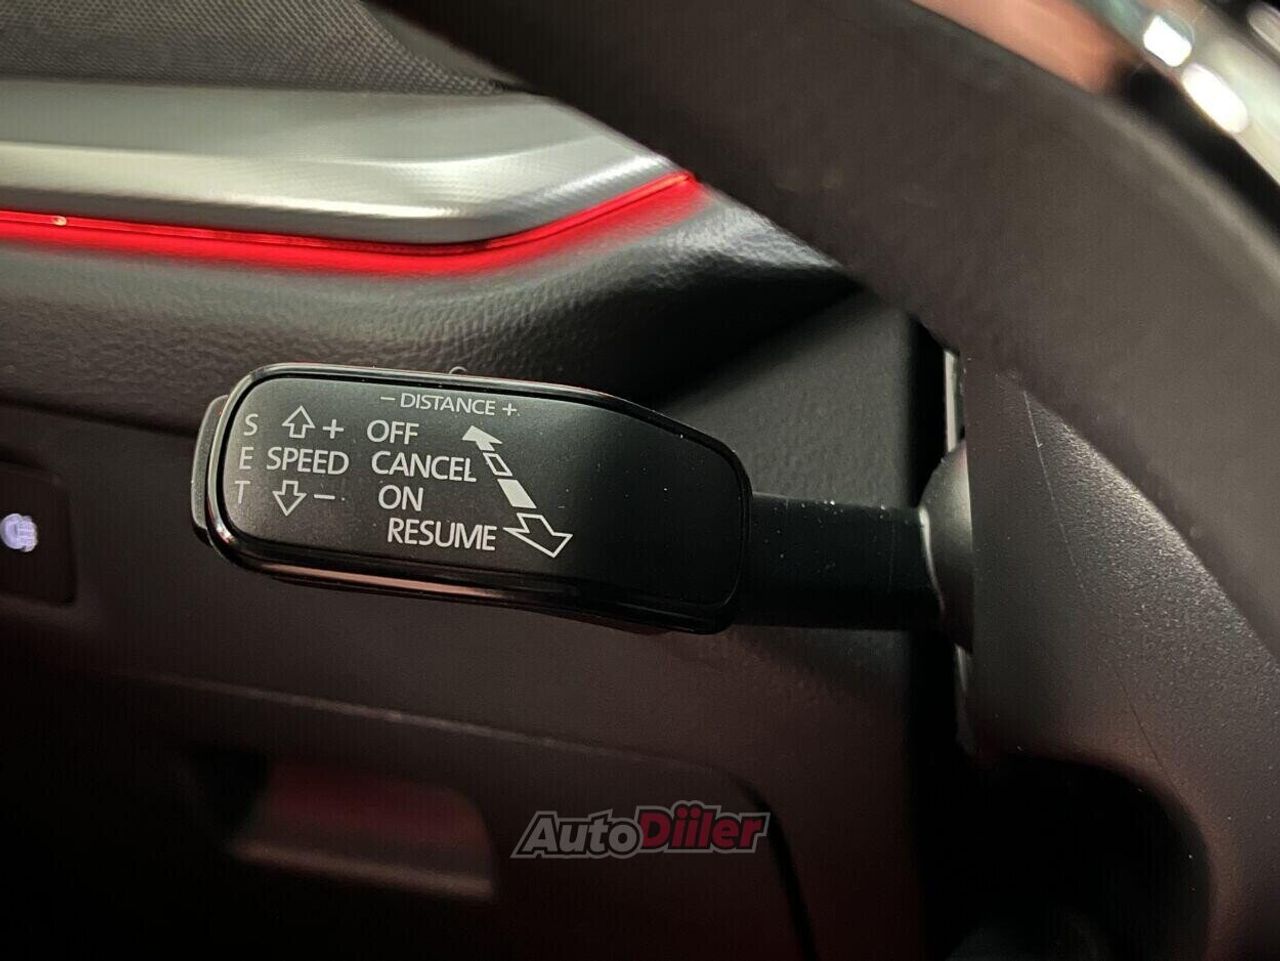 − DISTANCE +
S + OFF
E SPEED CANCEL
T − ON
RESUME
AutoDiiler